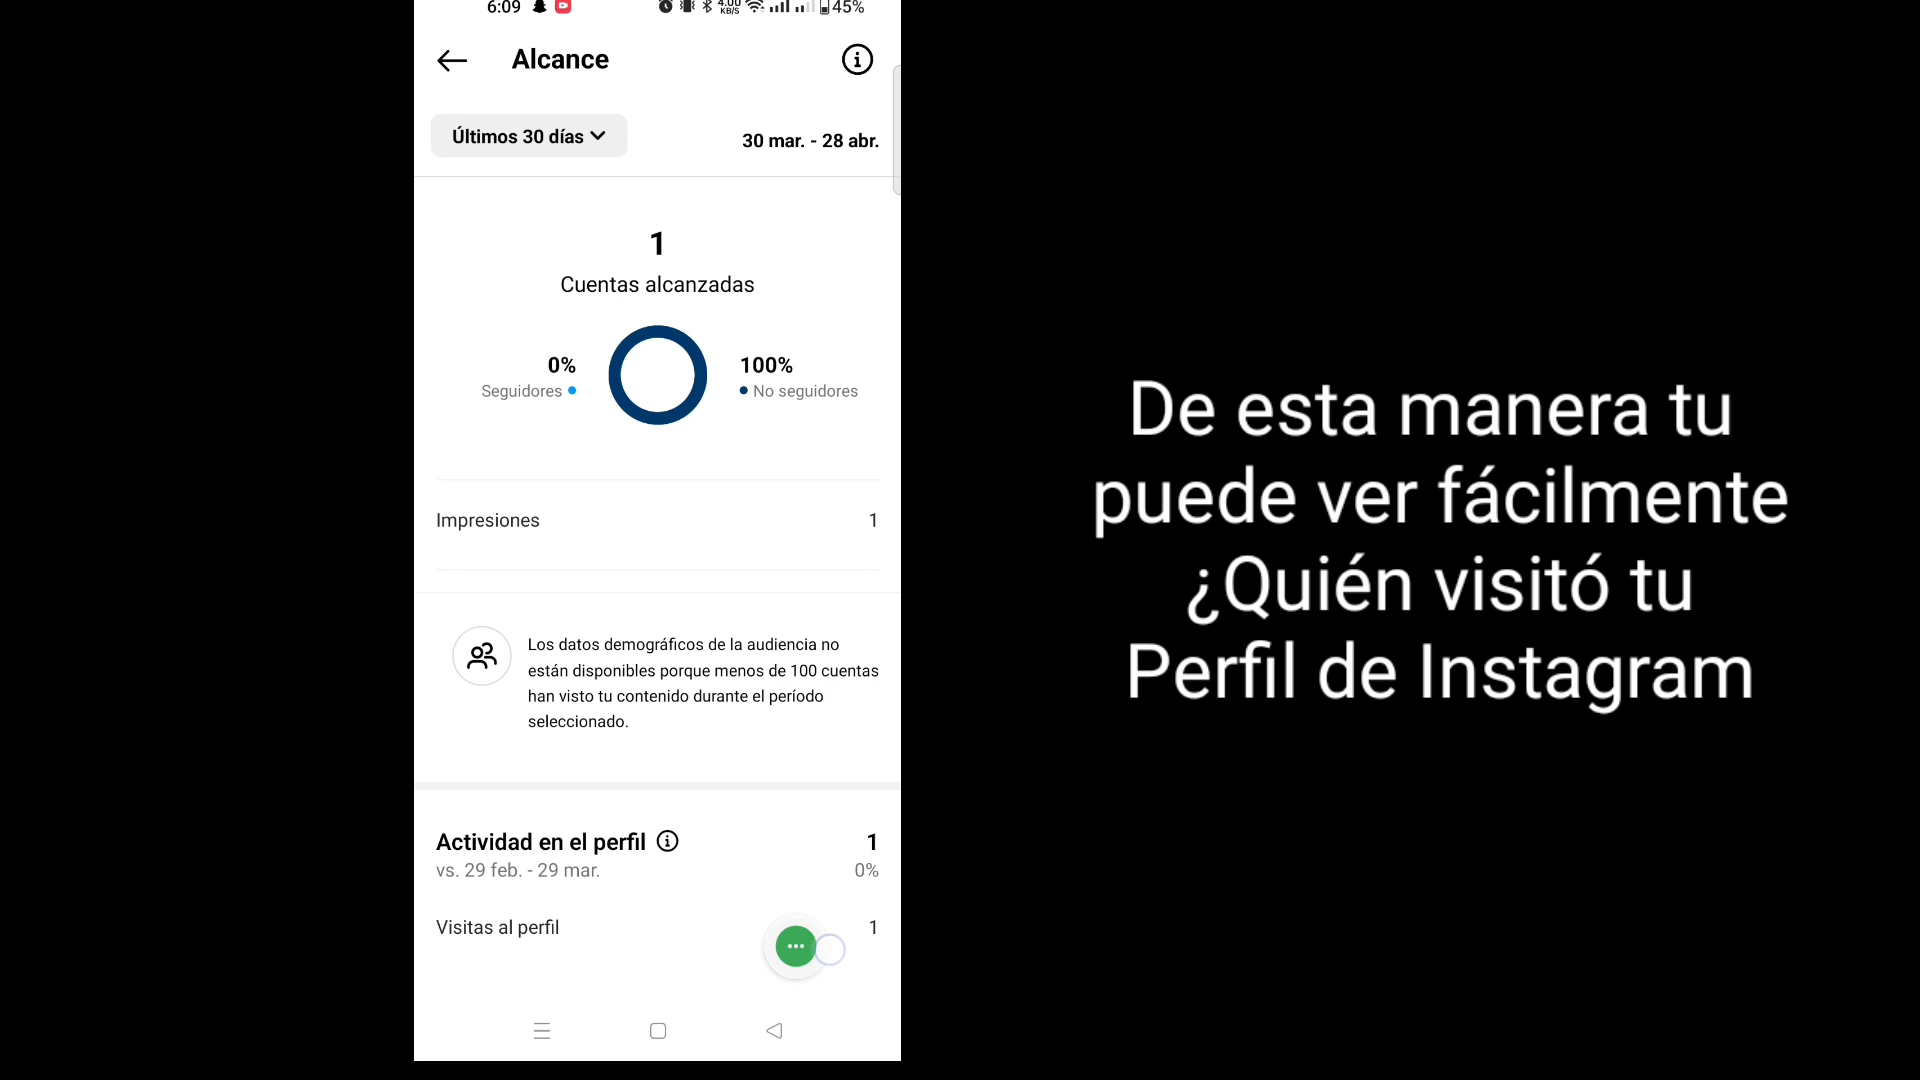 6:09
4.00 KB/S
45%
Alcance
Últimos 30 días
30 mar. - 28 abr.
1
Cuentas alcanzadas
0%
Seguidores
100%
No seguidores
Impresiones 1
Los datos demográficos de la audiencia no
están disponibles porque menos de 100 cuentas
han visto tu contenido durante el período
seleccionado.
Actividad en el perfil 1
vs. 29 feb. - 29 mar. 0%
Visitas al perfil 1
De esta manera tu
puede ver fácilmente
¿Quién visitó tu
Perfil de Instagram